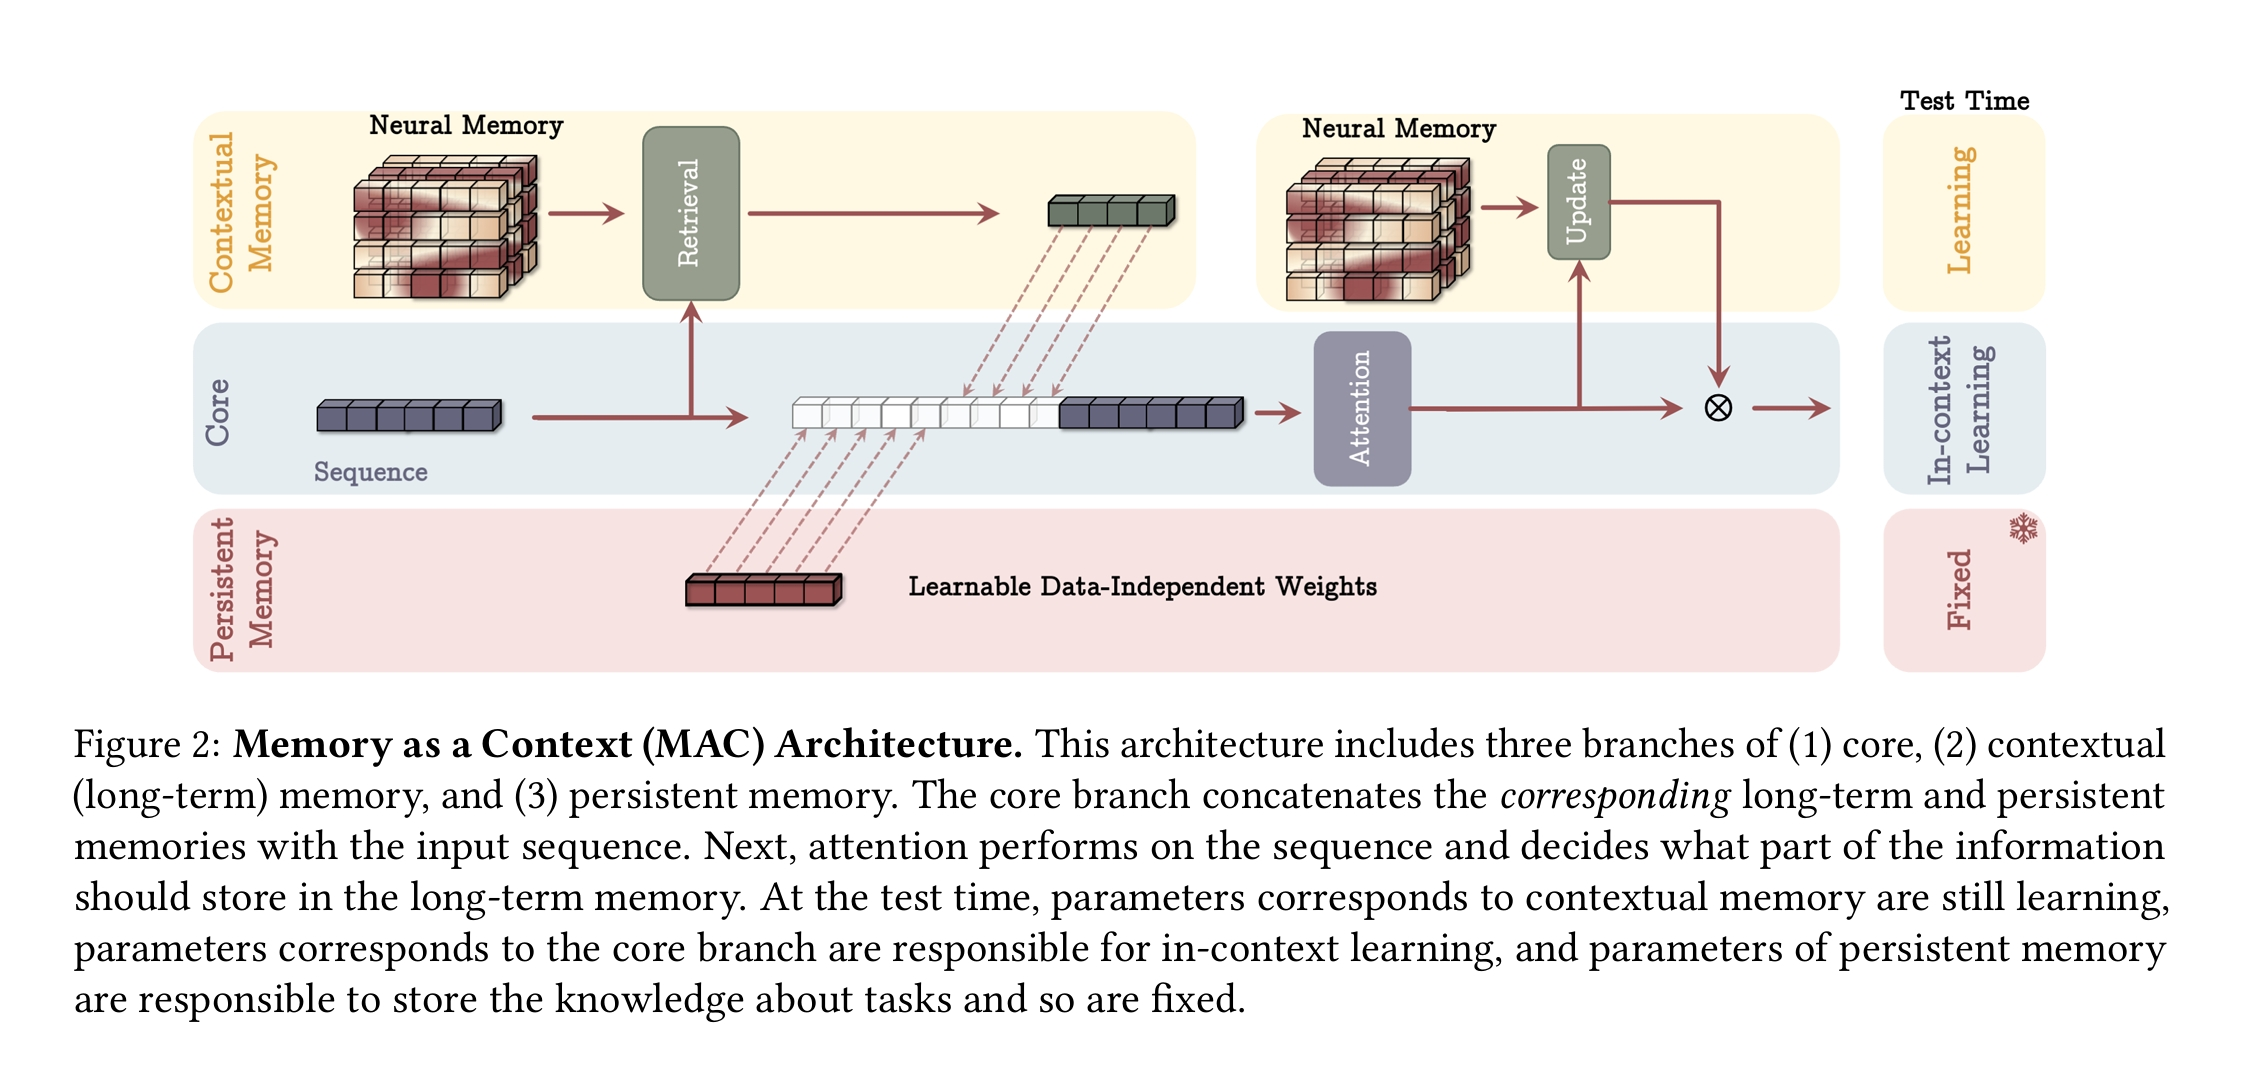 Test Time
Neural Memory
Neural Memory
Contextual
Memory
Retrieval
Update
Learning
Core
Sequence
Attention
In-context
Learning
Persistent
Memory
Learnable Data-Independent Weights
Fixed
Figure 2: Memory as a Context (MAC) Architecture. This architecture includes three branches of (1) core, (2) contextual
(long-term) memory, and (3) persistent memory. The core branch concatenates the corresponding long-term and persistent
memories with the input sequence. Next, attention performs on the sequence and decides what part of the information
should store in the long-term memory. At the test time, parameters corresponds to contextual memory are still learning,
parameters corresponds to the core branch are responsible for in-context learning, and parameters of persistent memory
are responsible to store the knowledge about tasks and so are fixed.